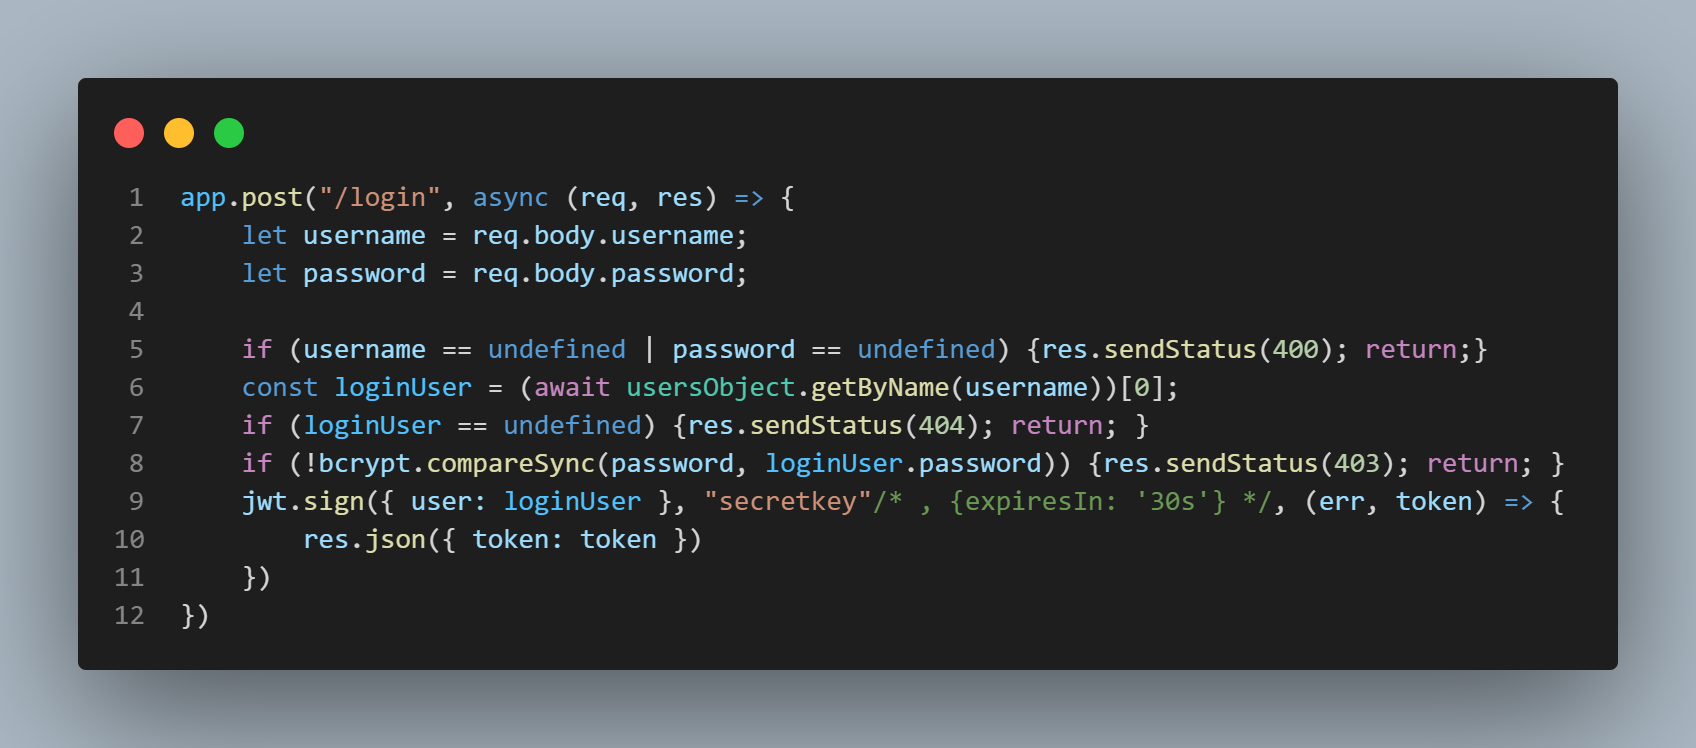 1 app.post("/login", async (req, res) => {
2 let username = req.body.username;
3 let password = req.body.password;
4
5 if (username == undefined | password == undefined) {res.sendStatus(400); return;}
6 const loginUser = (await usersObject.getByName(username))[0];
7 if (loginUser == undefined) {res.sendStatus(404); return; }
8 if (!bcrypt.compareSync(password, loginUser.password)) {res.sendStatus(403); return; }
9 jwt.sign({ user: loginUser }, "secretkey"/* , {expiresIn: '30s'} */, (err, token) => {
10 res.json({ token: token })
11 })
12 })